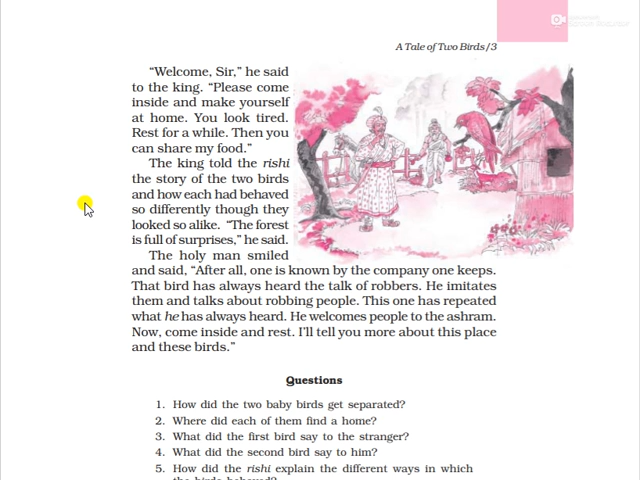 A Tale of Two Birds/3
“Welcome, Sir,” he said
to the king. “Please come
inside and make yourself
at home. You look tired.
Rest for a while. Then you
can share my food.”
The king told the rishi
the story of the two birds
and how each had behaved
so differently though they
looked so alike. “The forest
is full of surprises,” he said.
The holy man smiled
and said, “After all, one is known by the company one keeps.
That bird has always heard the talk of robbers. He imitates
them and talks about robbing people. This one has repeated
what he has always heard. He welcomes people to the ashram.
Now, come inside and rest. I’ll tell you more about this place
and these birds.”
Questions
1. How did the two baby birds get separated?
2. Where did each of them find a home?
3. What did the first bird say to the stranger?
4. What did the second bird say to him?
5. How did the rishi explain the different ways in which
the birds behaved?